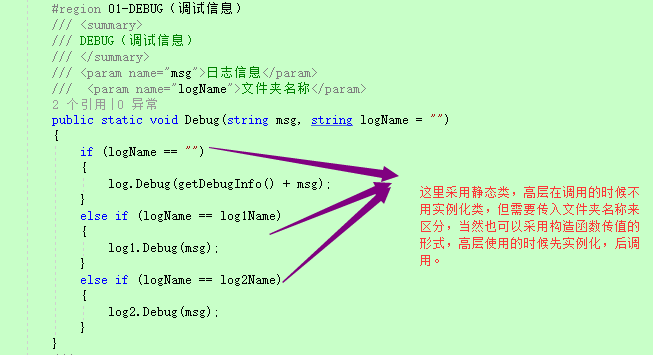 #region 01-DEBUG（调试信息）
/// <summary>
/// DEBUG（调试信息）
/// </summary>
/// <param name="msg">日志信息</param>
///  <param name="logName">文件夹名称</param>
2 个引用|0 异常
public static void Debug(string msg, string logName = "")
{
if (logName == "")
{
log.Debug(getDebugInfo() + msg);
}
else if (logName == log1Name)
{
log1.Debug(msg);
}
else if (logName == log2Name)
{
log2.Debug(msg);
}
}
这里采用静态类，高层在调用的时候不
用实例化类，但需要传入文件夹名称来
区分，当然也可以采用构造函数传值的
形式，高层使用的时候先实例化，后调
用。